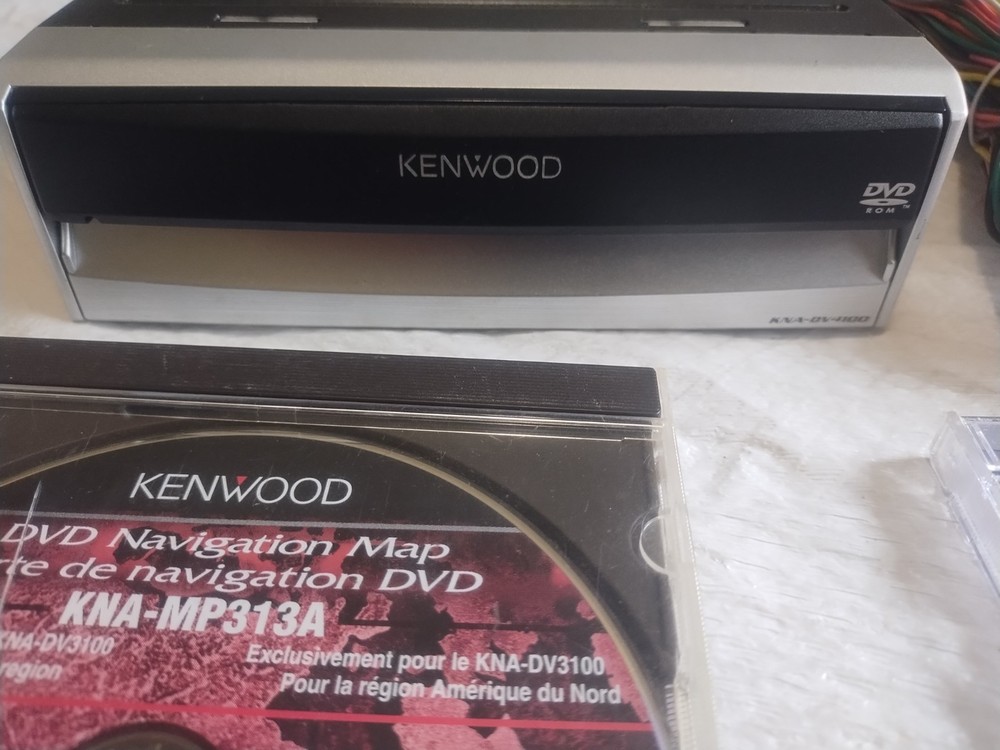 KENWOOD
DVD
ROM
TM
KNA-DV4100
KENWOOD
DVD Navigation Map
rte de navigation DVD
KNA-MP313A
KNA-DV3100
region
Exclusivement pour le KNA-DV3100
Pour la région Amérique du Nord